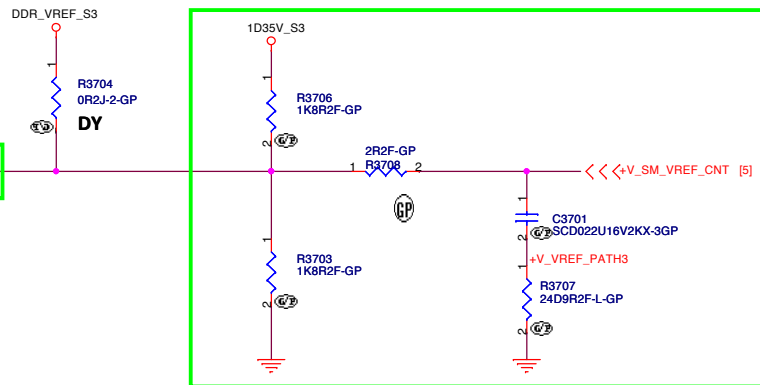 DDR_VREF_S3
1D35V_S3
1
R3704
0R2J-2-GP
DY
1
R3706
1K8R2F-GP
2
G/P
2R2F-GP
1
R3708
2
+V_SM_VREF_CNT [5]
GP
1
C3701
SCD022U16V2KX-3GP
2
G/P
+V_VREF_PATH3
1
R3703
1K8R2F-GP
2
G/P
1
R3707
24D9R2F-L-GP
2
G/P